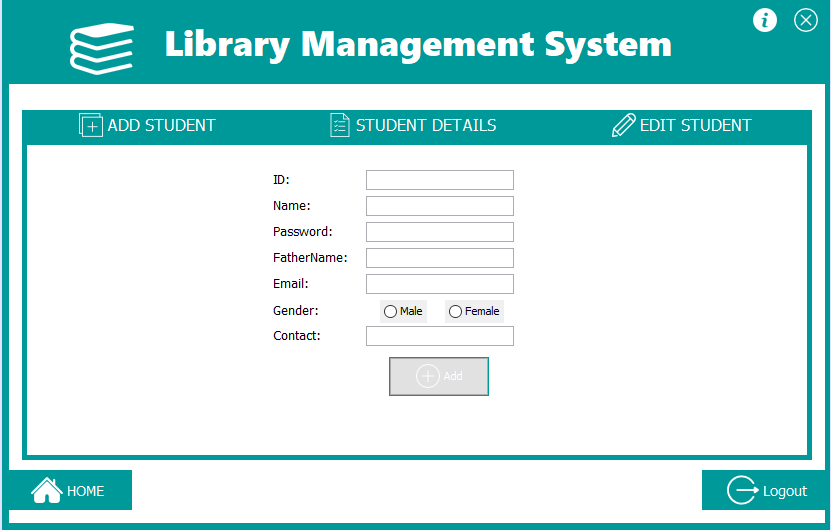 Library Management System
ADD STUDENT STUDENT DETAILS EDIT STUDENT
ID:
Name:
Password:
FatherName:
Email:
Gender: Male Female
Contact:
Add
HOME Logout